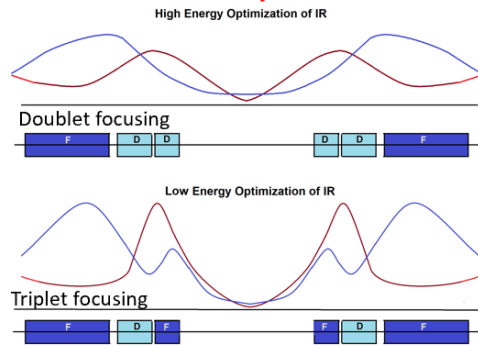 High Energy Optimization of IR
Doublet focusing
F D D D D F
Low Energy Optimization of IR
Triplet focusing
F D F F D F